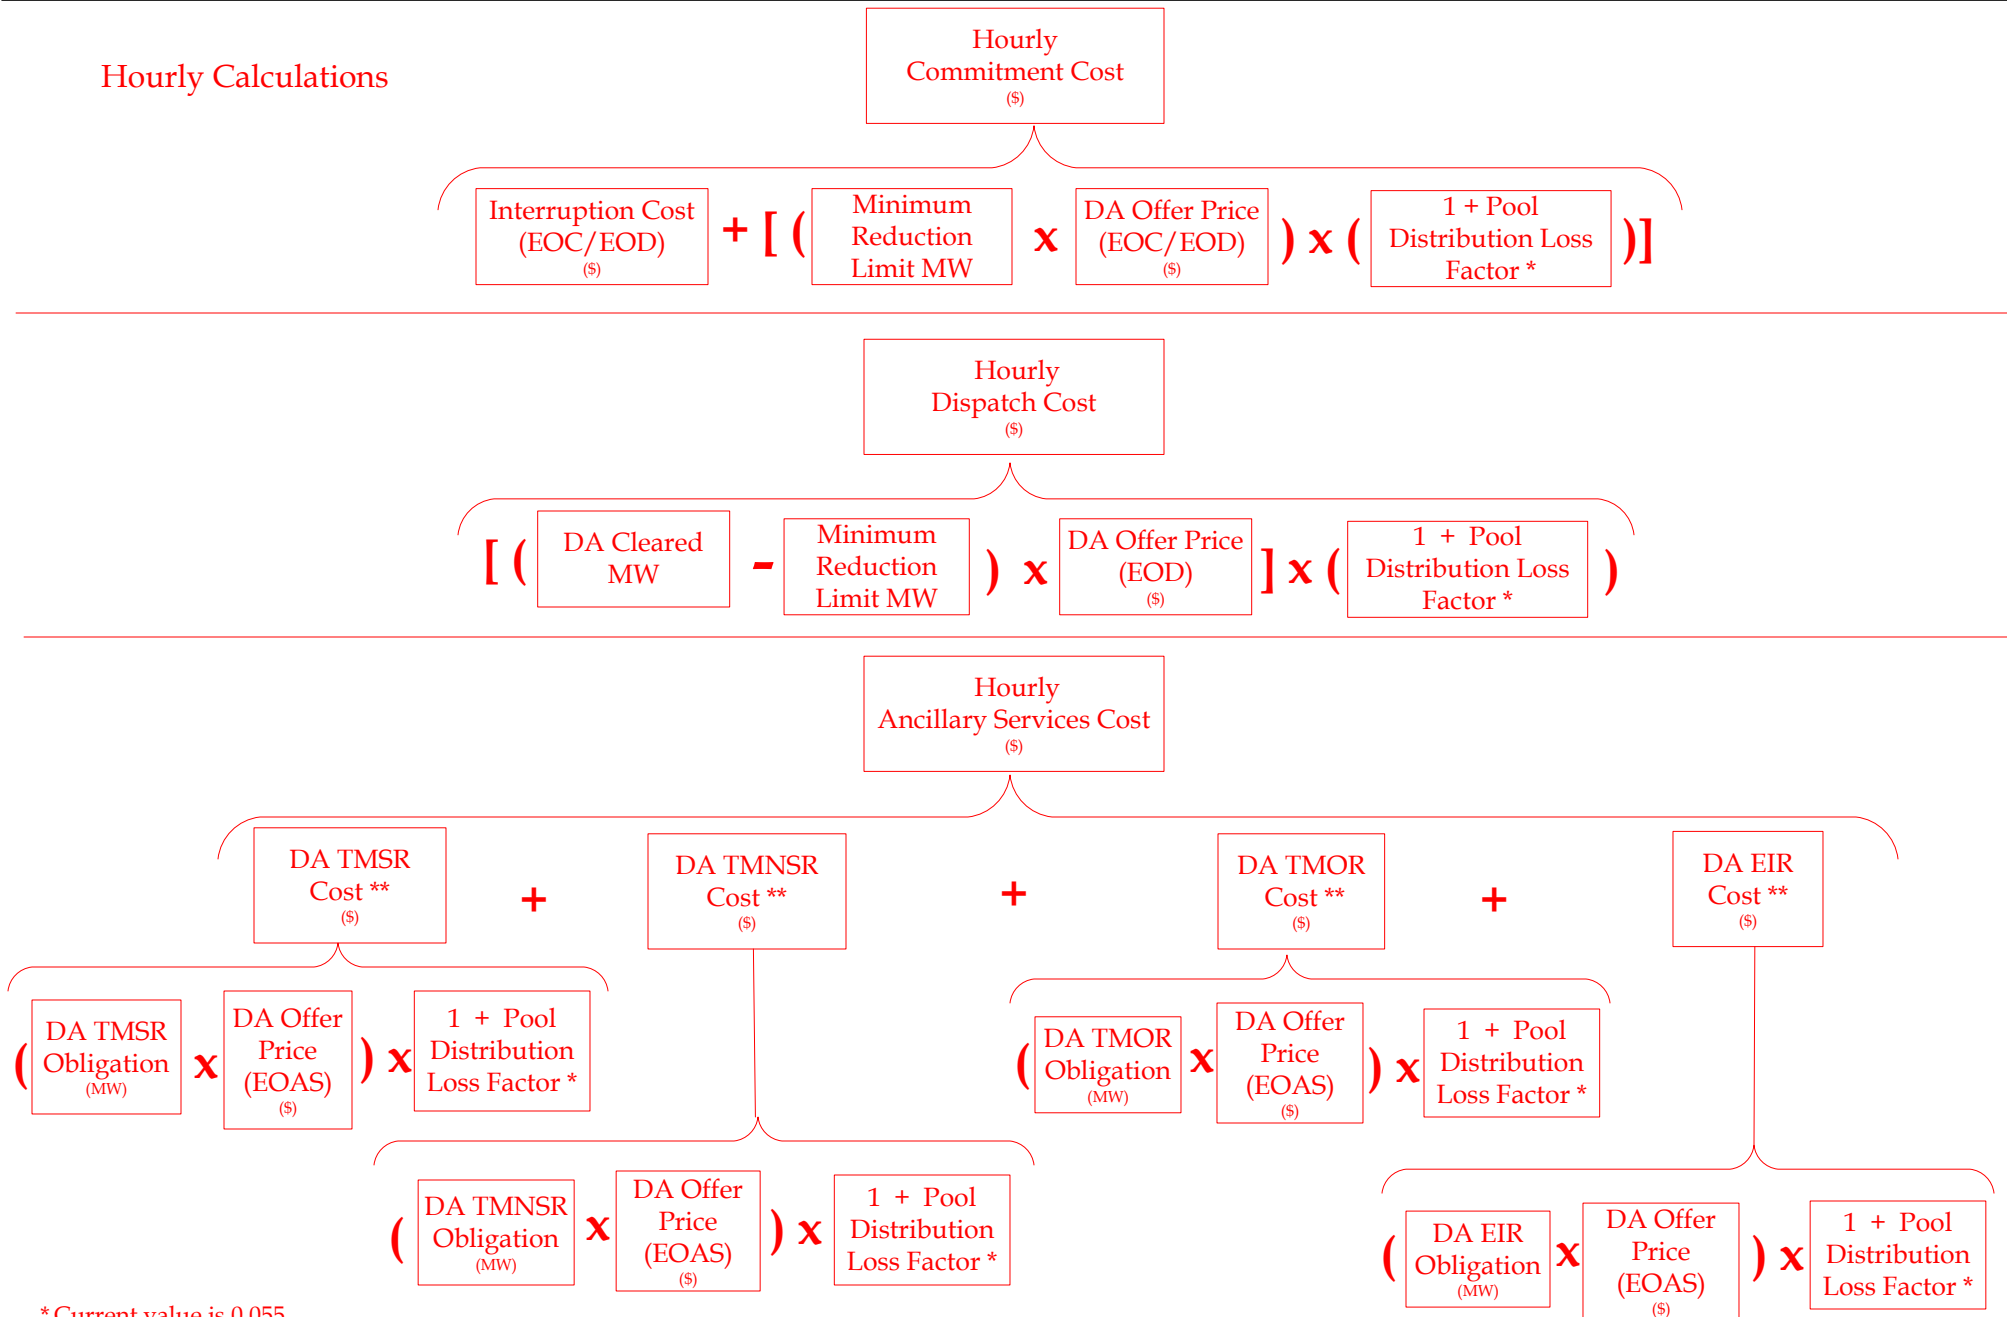 Hourly Calculations
Hourly
Commitment Cost
($)
Interruption Cost
(EOC/EOD)
($)
+ [ (
Minimum
Reduction
Limit MW
x
DA Offer Price
(EOC/EOD)
($)
) x (
1 + Pool
Distribution Loss
Factor *
)]
Hourly
Dispatch Cost
($)
[ (
DA Cleared
MW
-
Minimum
Reduction
Limit MW
)
x
DA Offer Price
(EOD)
($)
] x (
1 + Pool
Distribution Loss
Factor *
)
Hourly
Ancillary Services Cost
($)
DA TMSR
Cost **
($)
+
DA TMNSR
Cost **
($)
+
DA TMOR
Cost **
($)
+
DA EIR
Cost **
($)
(
DA TMSR
Obligation
(MW)
x
DA Offer
Price
(EOAS)
($)
) x
1 + Pool
Distribution
Loss Factor *
(
DA TMOR
Obligation
(MW)
x
DA Offer
Price
(EOAS)
($)
) x
1 + Pool
Distribution
Loss Factor *
(
DA TMNSR
Obligation
(MW)
x
DA Offer
Price
(EOAS)
($)
) x
1 + Pool
Distribution
Loss Factor *
(
DA EIR
Obligation
(MW)
x
DA Offer
Price
(EOAS)
($)
) x
1 + Pool
Distribution
Loss Factor *
* Current value is 0.055